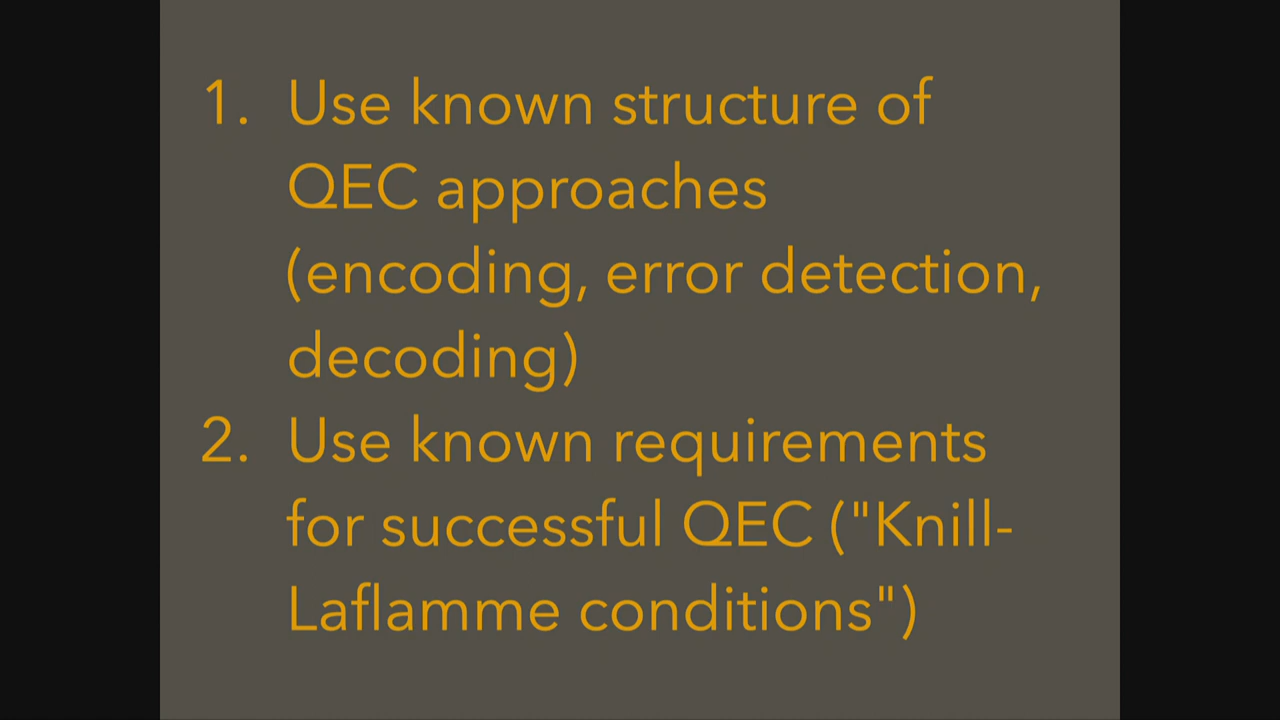 1. Use known structure of
QEC approaches
(encoding, error detection,
decoding)
2. Use known requirements
for successful QEC ("Knill-
Laflamme conditions")